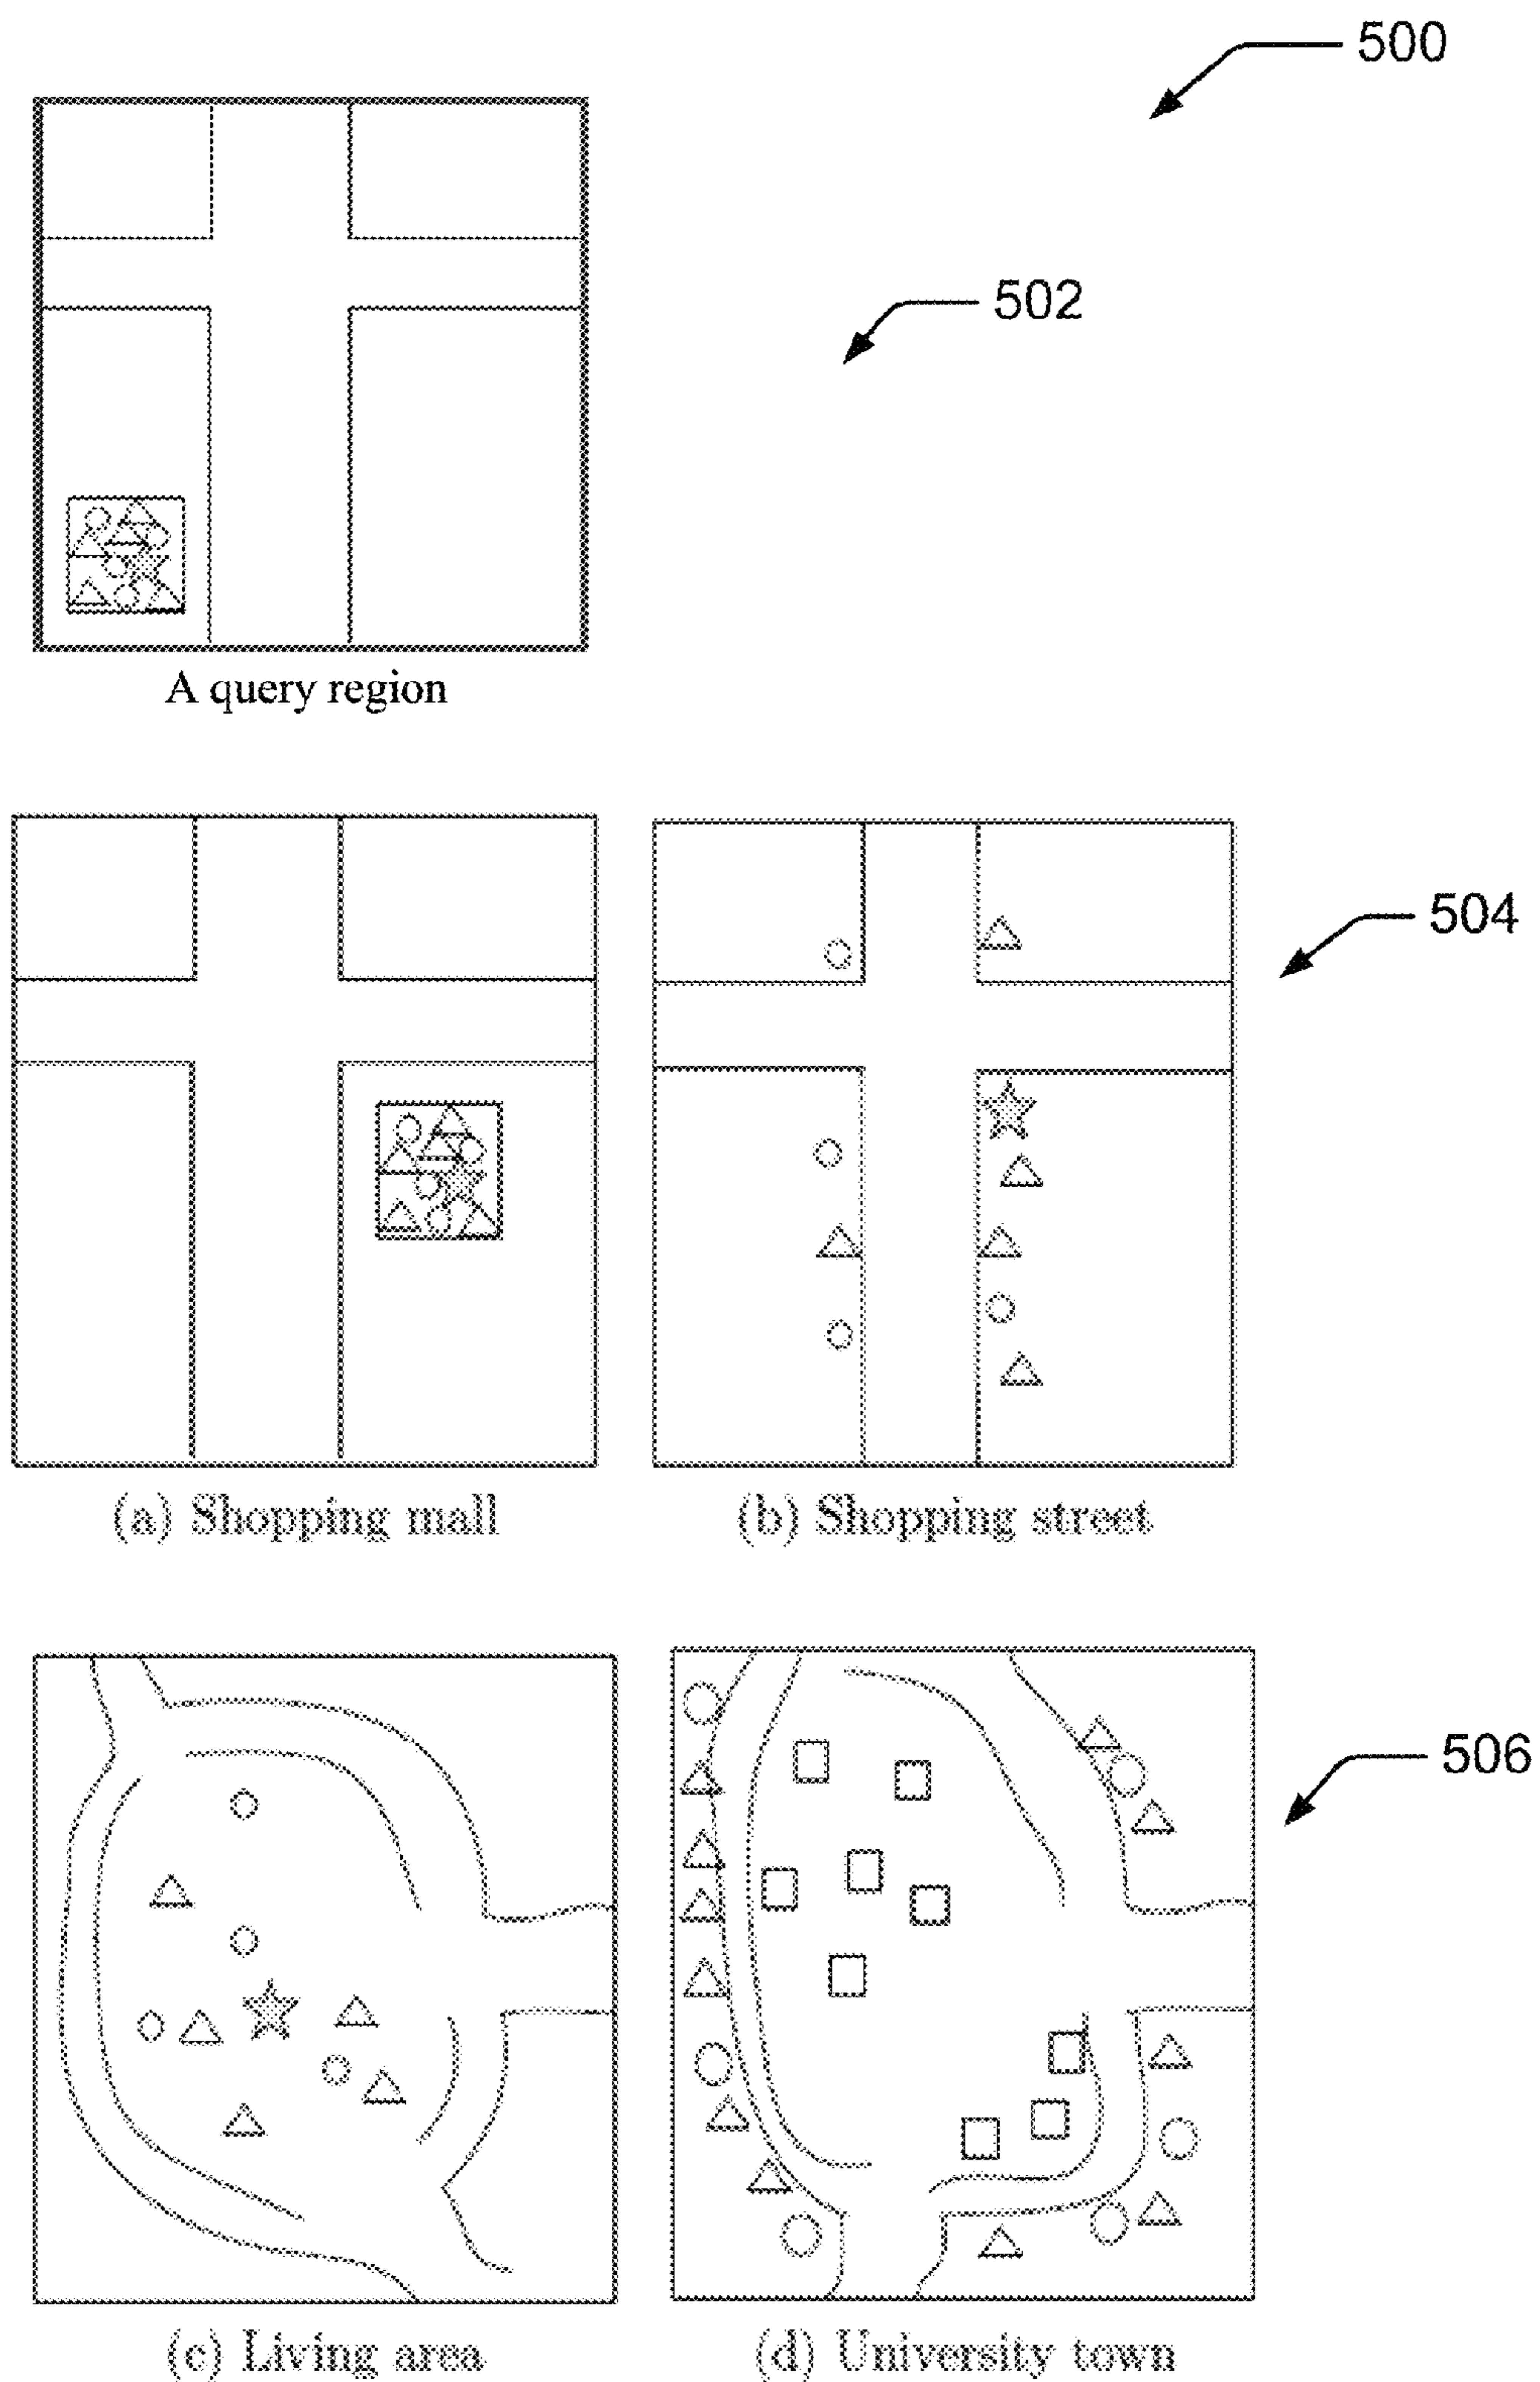 500
502
A query region
504
(a) Shopping mall
(b) Shopping street
506
(c) Living area
(d) University town